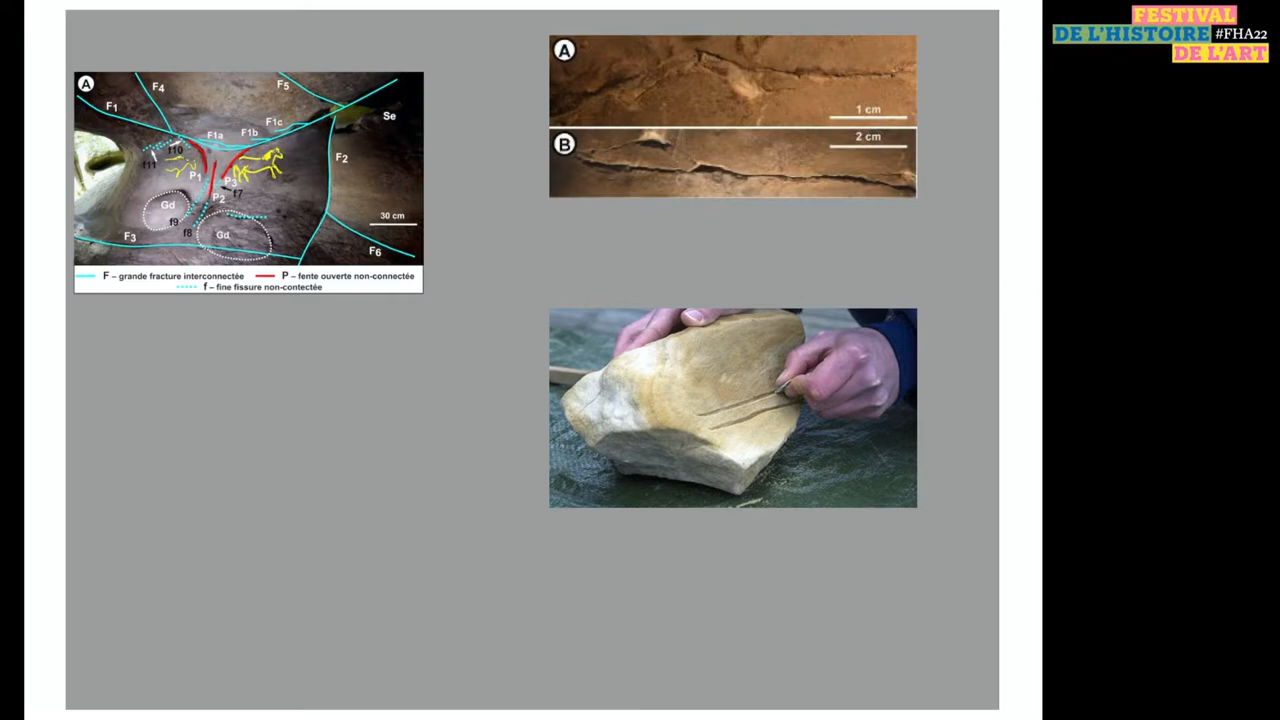 FESTIVAL
DE L'HISTOIRE #FHA22
DE L'ART
A
F1
F4
F5
F1a
F1b
F1c
Se
f10
f11
P1
P3
f7
F2
P2
Gd
f9
f8
Gd
F3
30 cm
F6
F – grande fracture interconnectée
P – fente ouverte non-connectée
f – fine fissure non-contectée
A
1 cm
B
2 cm